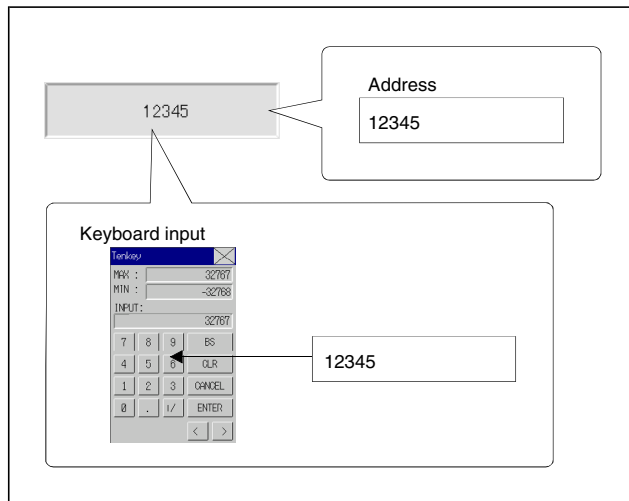 12345
Address
12345
Keyboard input
Tenkey
MAX : 32767
MIN : -32768
INPUT:
32767
7 8 9 BS
4 5 6 CLR
1 2 3 CANCEL
0 . +/ ENTER
< >
12345